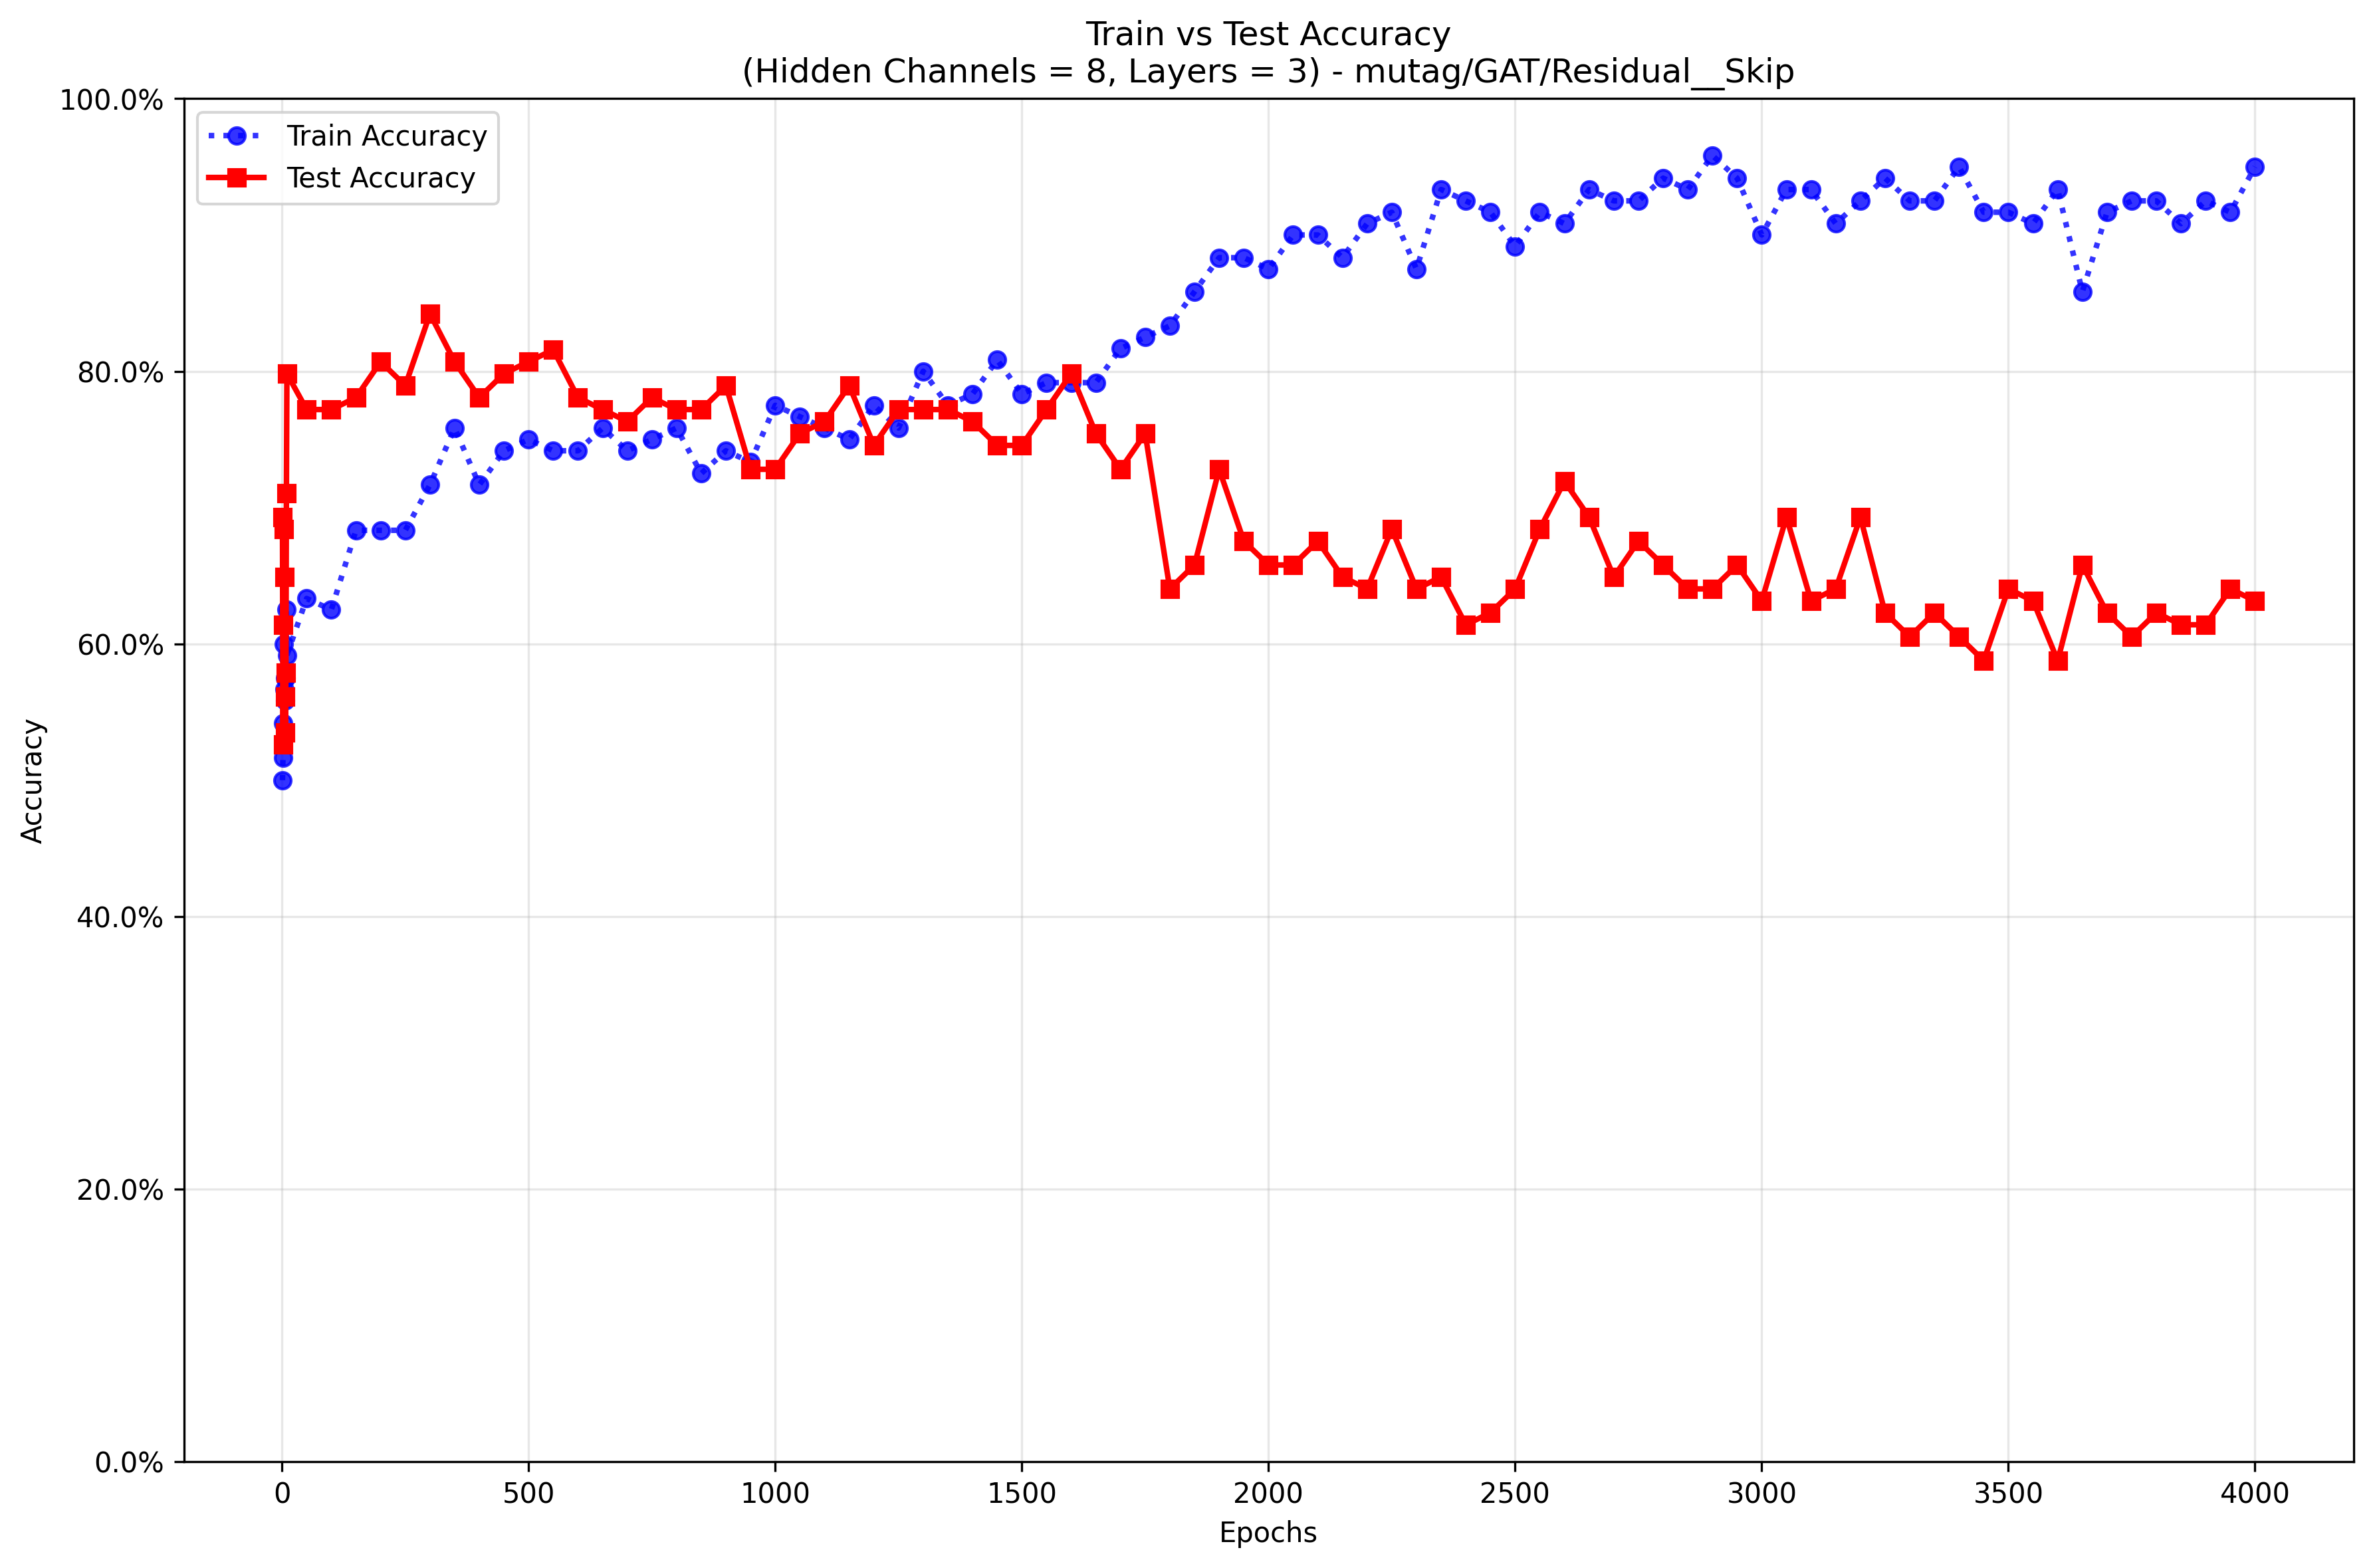 Train vs Test Accuracy
(Hidden Channels = 8, Layers = 3) - mutag/GAT/Residual__Skip
Train Accuracy
Test Accuracy
100.0%
80.0%
60.0%
40.0%
20.0%
0.0%
Accuracy
0
500
1000
1500
2000
2500
3000
3500
4000
Epochs